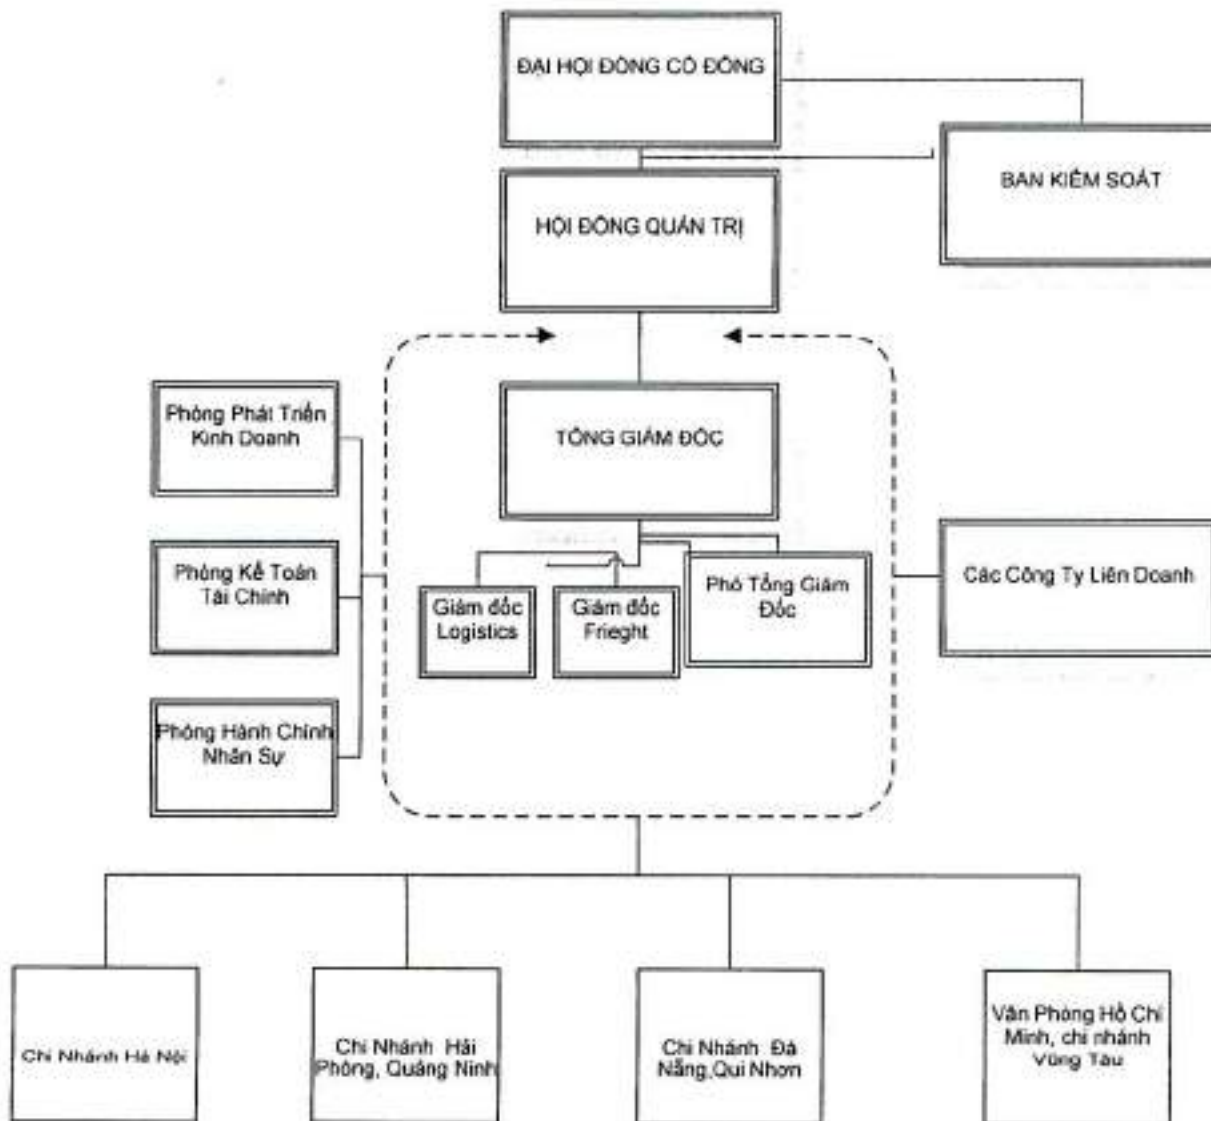 ĐẠI HỘI ĐỒNG CỔ ĐÔNG
BAN KIỂM SOÁT
HỘI ĐỒNG QUẢN TRỊ
Phòng Phát Triển
Kinh Doanh
TỔNG GIÁM ĐỐC
Phòng Kế Toán
Tài Chính
Giám đốc
Logistics
Giám đốc
Frieght
Phó Tổng Giám
Đốc
Các Công Ty Liên Doanh
Phòng Hành Chính
Nhân Sự
Chi Nhánh Hà Nội
Chi Nhánh Hải
Phòng, Quảng Ninh
Chi Nhánh Đà
Nẵng,Qui Nhơn
Văn Phòng Hồ Chí
Minh, chi nhánh
Vũng Tàu